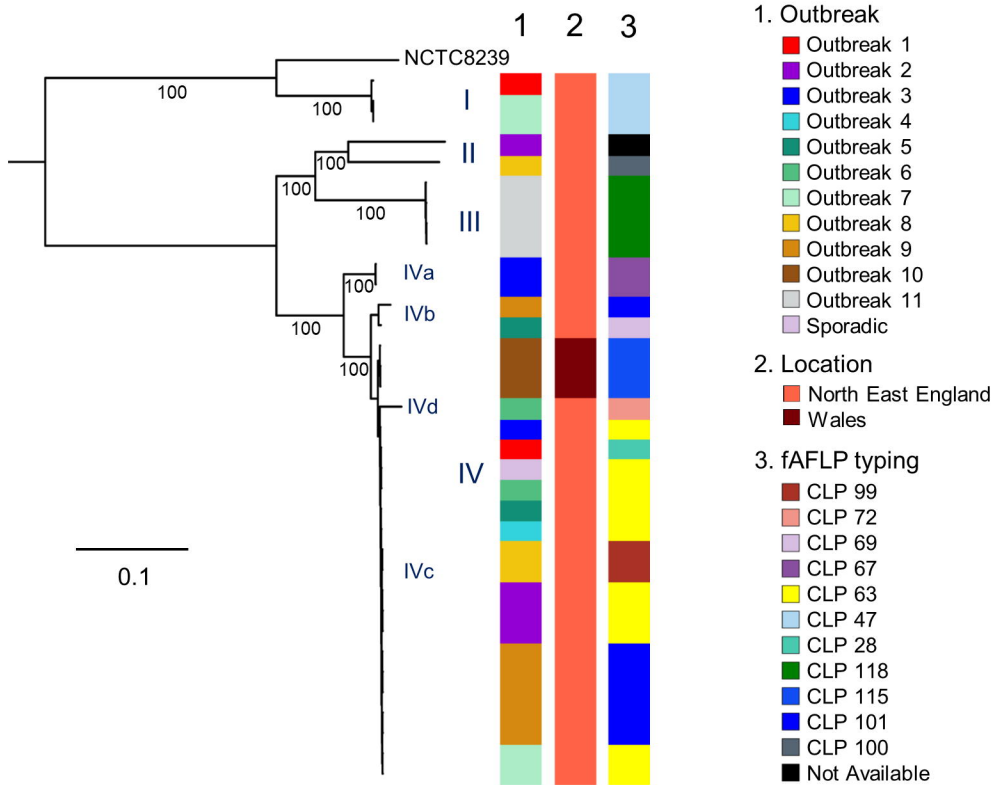 1 2 3
NCTC8239
100
100
I
100
II
100
100
III
IVa
100
IVb
100
100
IVd
IV
IVc
0.1
1. Outbreak
Outbreak 1
Outbreak 2
Outbreak 3
Outbreak 4
Outbreak 5
Outbreak 6
Outbreak 7
Outbreak 8
Outbreak 9
Outbreak 10
Outbreak 11
Sporadic
2. Location
North East England
Wales
3. fAFLP typing
CLP 99
CLP 72
CLP 69
CLP 67
CLP 63
CLP 47
CLP 28
CLP 118
CLP 115
CLP 101
CLP 100
Not Available